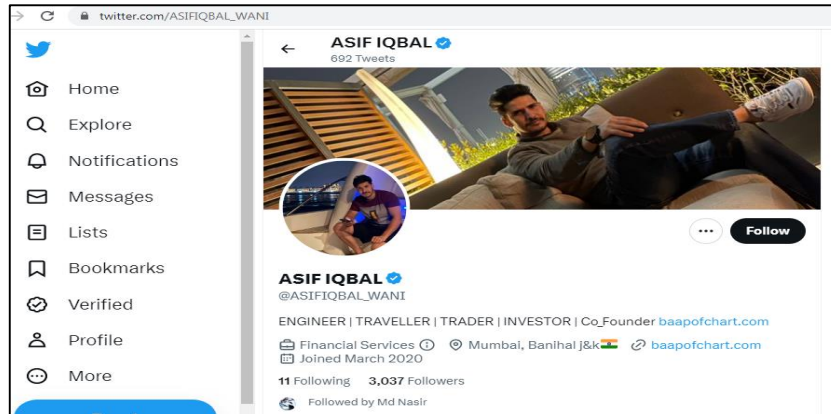 twitter.com/ASIFIQBAL_WANI
ASIF IQBAL
692 Tweets
Home
Explore
Notifications
Messages
Lists
Bookmarks
Verified
Profile
More
Follow
ASIF IQBAL
@ASIFIQBAL_WANI
ENGINEER | TRAVELLER | TRADER | INVESTOR | Co_Founder baapofchart.com
Financial Services Mumbai, Banihal j&k baapofchart.com
Joined March 2020
11 Following 3,037 Followers
Followed by Md Nasir